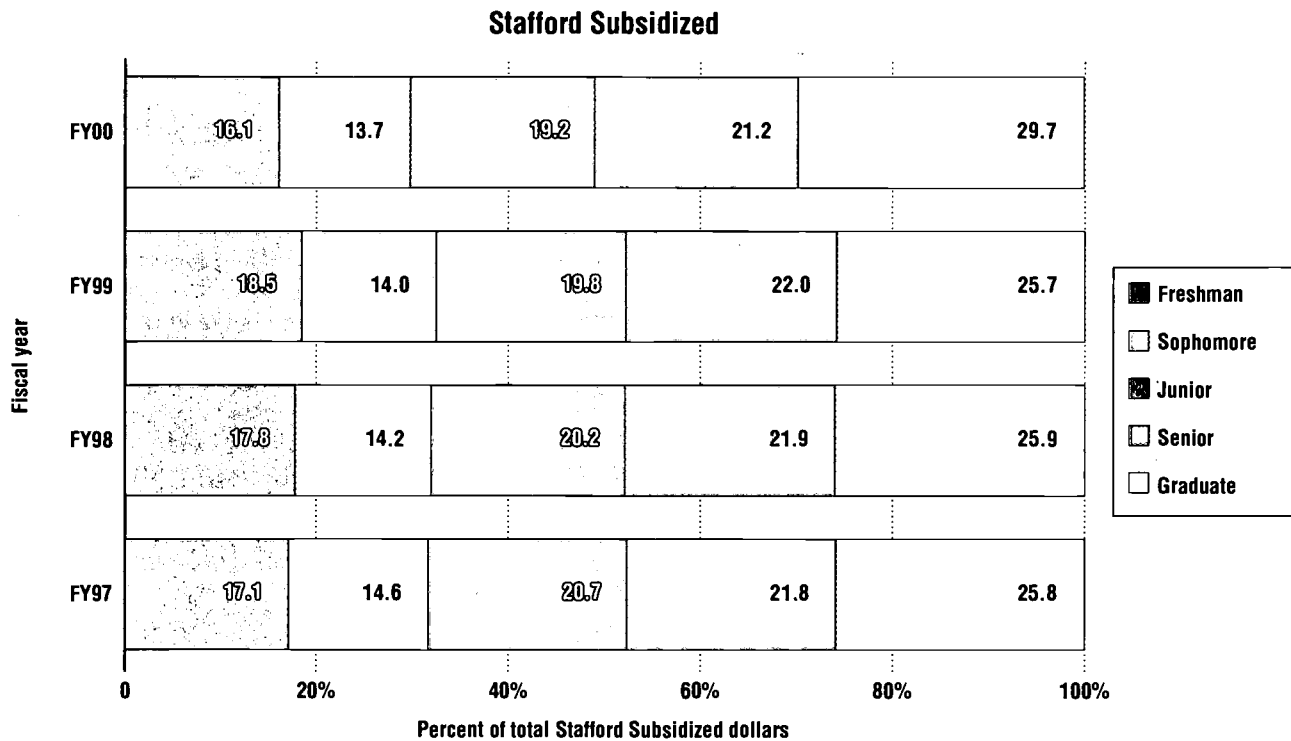 Stafford Subsidized
FY00 16.1 13.7 19.2 21.2 29.7
FY99 18.5 14.0 19.8 22.0 25.7
FY98 17.8 14.2 20.2 21.9 25.9
FY97 17.1 14.6 20.7 21.8 25.8
Fiscal year
0 20% 40% 60% 80% 100%
Percent of total Stafford Subsidized dollars
Freshman
Sophomore
Junior
Senior
Graduate